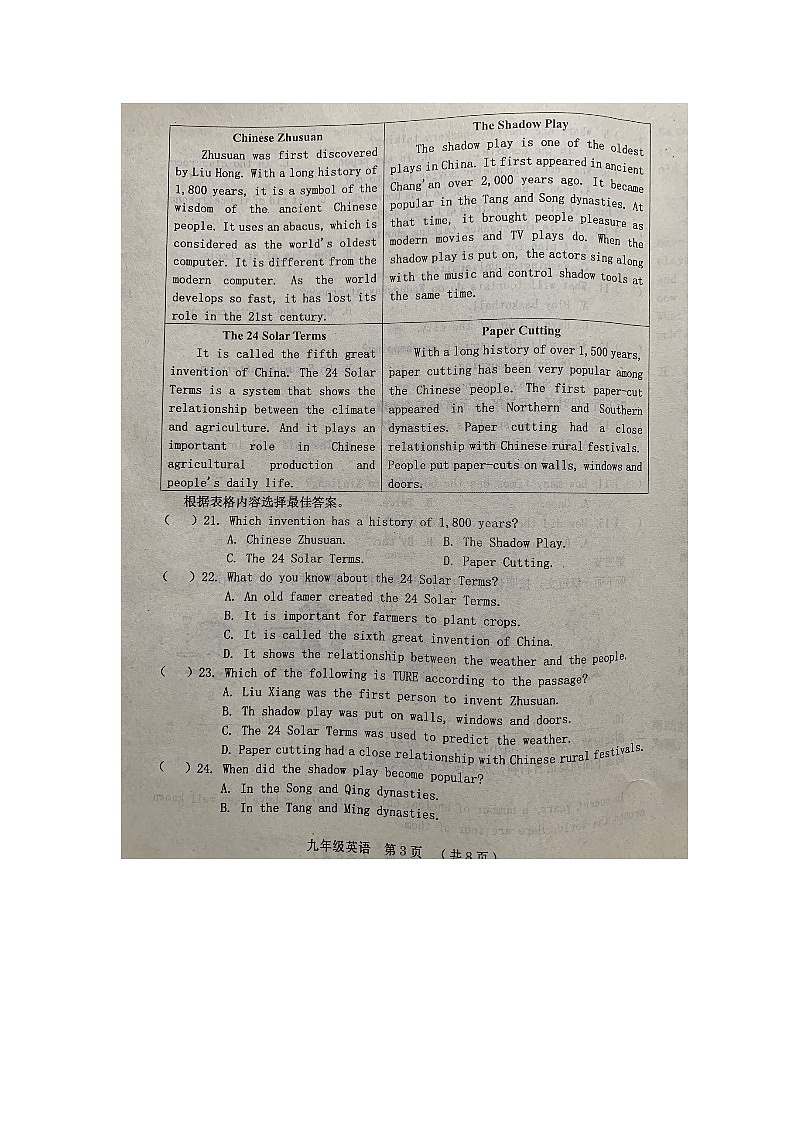 Chinese Zhusuan
Zhusuan was first discovered
by Liu Hong. With a long history of
1,800 years, it is a symbol of the
wisdom of the ancient Chinese
people. It uses an abacus, which is
considered as the world's oldest
computer. It is different from the
modern computer. As the world
develops so fast, it has lost its
role in the 21st century.
The Shadow Play
The shadow play is one of the oldest
plays in China. It first appeared in ancient
Chang'an over 2,000 years ago. It became
popular in the Tang and Song dynasties. At
that time, it brought people pleasure as
modern movies and TV plays do. When the
shadow play is put on, the actors sing along
with the music and control shadow tools at
the same time.
The 24 Solar Terms
It is called the fifth great
invention of China. The 24 Solar
Terms is a system that shows the
relationship between the climate
and agriculture. And it plays an
important role in Chinese
agricultural production and
people's daily life.
Paper Cutting
With a long history of over 1,500 years,
paper cutting has been very popular among
the Chinese people. The first paper-cut
appeared in the Northern and Southern
dynasties. Paper cutting had a close
relationship with Chinese rural festivals.
People put paper-cuts on walls, windows and
doors.
根据表格内容选择最佳答案。
( ) 21. Which invention has a history of 1,800 years?
A. Chinese Zhusuan. B. The Shadow Play.
C. The 24 Solar Terms. D. Paper Cutting.
( ) 22. What do you know about the 24 Solar Terms?
A. An old famer created the 24 Solar Terms.
B. It is important for farmers to plant crops.
C. It is called the sixth great invention of China.
D. It shows the relationship between the weather and the people.
( ) 23. Which of the following is TURE according to the passage?
A. Liu Xiang was the first person to invent Zhusuan.
B. Th shadow play was put on walls, windows and doors.
C. The 24 Solar Terms was used to predict the weather.
D. Paper cutting had a close relationship with Chinese rural festivals.
( ) 24. When did the shadow play become popular?
A. In the Song and Qing dynasties.
B. In the Tang and Ming dynasties.
九年级英语 第3页 (共8页)